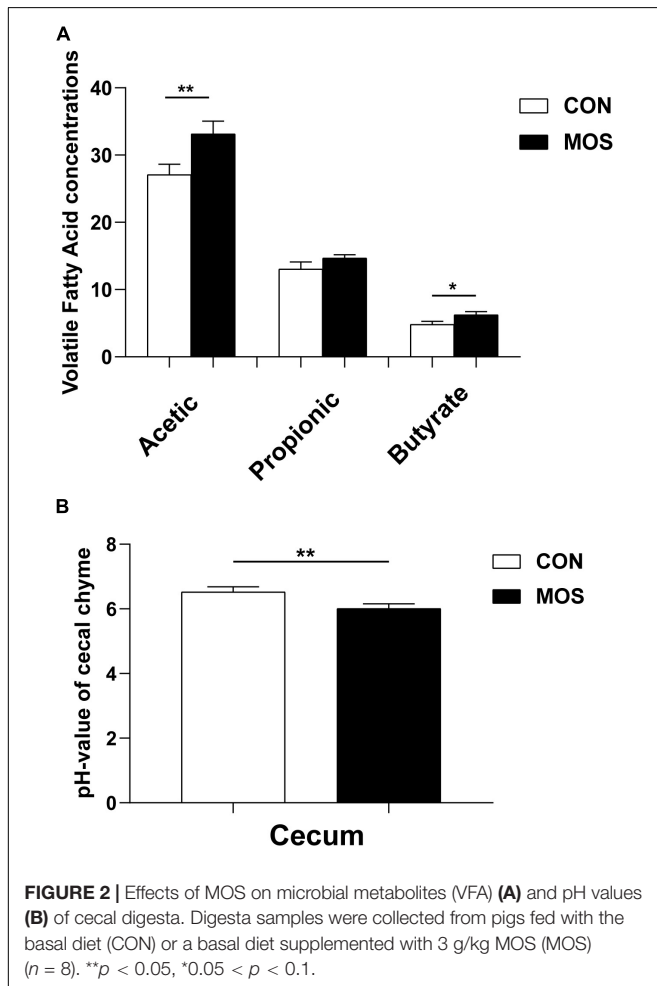 A
Volatile Fatty Acid concentrations
40
30
20
10
0
**
*
CON
MOS
Acetic
Propionic
Butyrate
B
pH-value of cecal chyme
8
6
4
2
0
**
CON
MOS
Cecum
FIGURE 2 | Effects of MOS on microbial metabolites (VFA) (A) and pH values
(B) of cecal digesta. Digesta samples were collected from pigs fed with the
basal diet (CON) or a basal diet supplemented with 3 g/kg MOS (MOS)
(n = 8). **p < 0.05, *0.05 < p < 0.1.